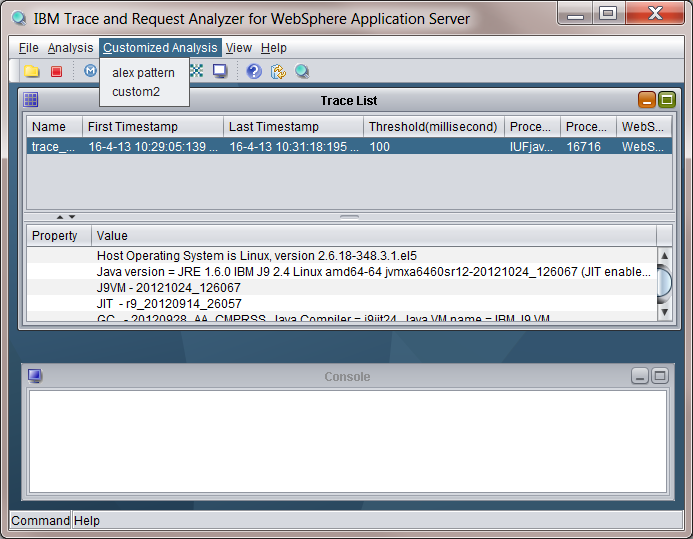 IBM Trace and Request Analyzer for WebSphere Application Server
File Analysis Customized Analysis View Help
alex pattern
custom2
Trace List
Name First Timestamp Last Timestamp Threshold(millisecond) Proce... Proce... WebS...
trace_... 16-4-13 10:29:05:139 ... 16-4-13 10:31:18:195 ... 100 IUFjav... 16716 WebS...
Property Value
Host Operating System is Linux, version 2.6.18-348.3.1.el5
Java version = JRE 1.6.0 IBM J9 2.4 Linux amd64-64 jvmxa6460sr12-20121024_126067 (JIT enable...
J9VM - 20121024_126067
JIT - r9_20120914_26057
GC - 20120928_AA_CMPRSS, Java Compiler = j9jit24, Java VM name = IBM J9 VM
Console
Command Help